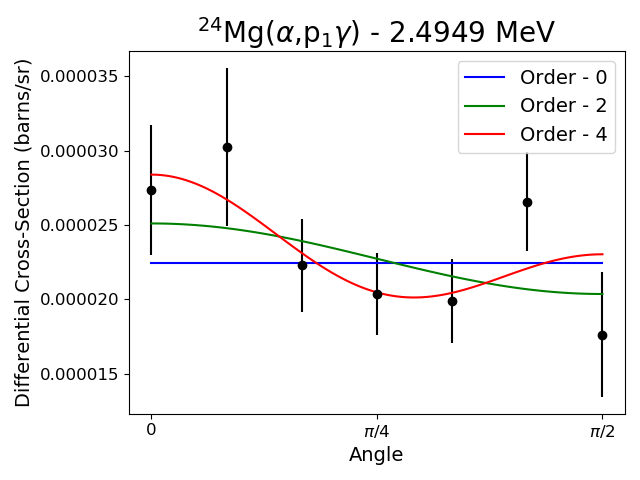 ²⁴Mg(α,p₁γ) - 2.4949 MeV
Differential Cross-Section (barns/sr)
0.000035
0.000030
0.000025
0.000020
0.000015
Order - 0
Order - 2
Order - 4
0
π/4
π/2
Angle